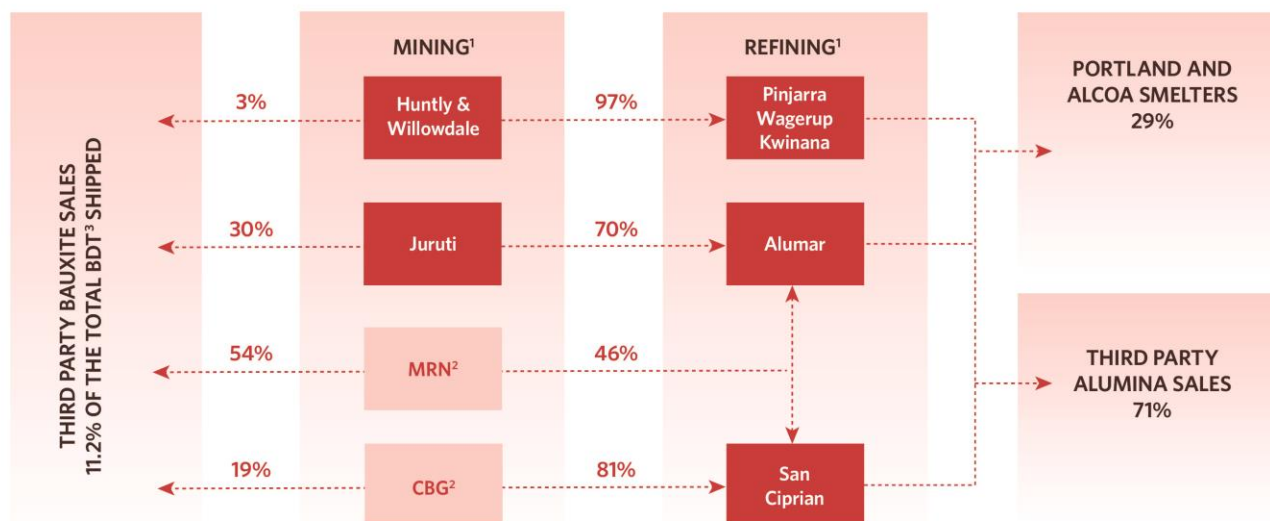 THIRD PARTY BAUXITE SALES
11.2% OF THE TOTAL BDT³ SHIPPED
MINING¹
REFINING¹
3%
Huntly &
Willowdale
97%
Pinjarra
Wagerup
Kwinana
30%
Juruti
70%
Alumar
54%
MRN²
46%
19%
CBG²
81%
San
Ciprian
PORTLAND AND
ALCOA SMELTERS
29%
THIRD PARTY
ALUMINA SALES
71%